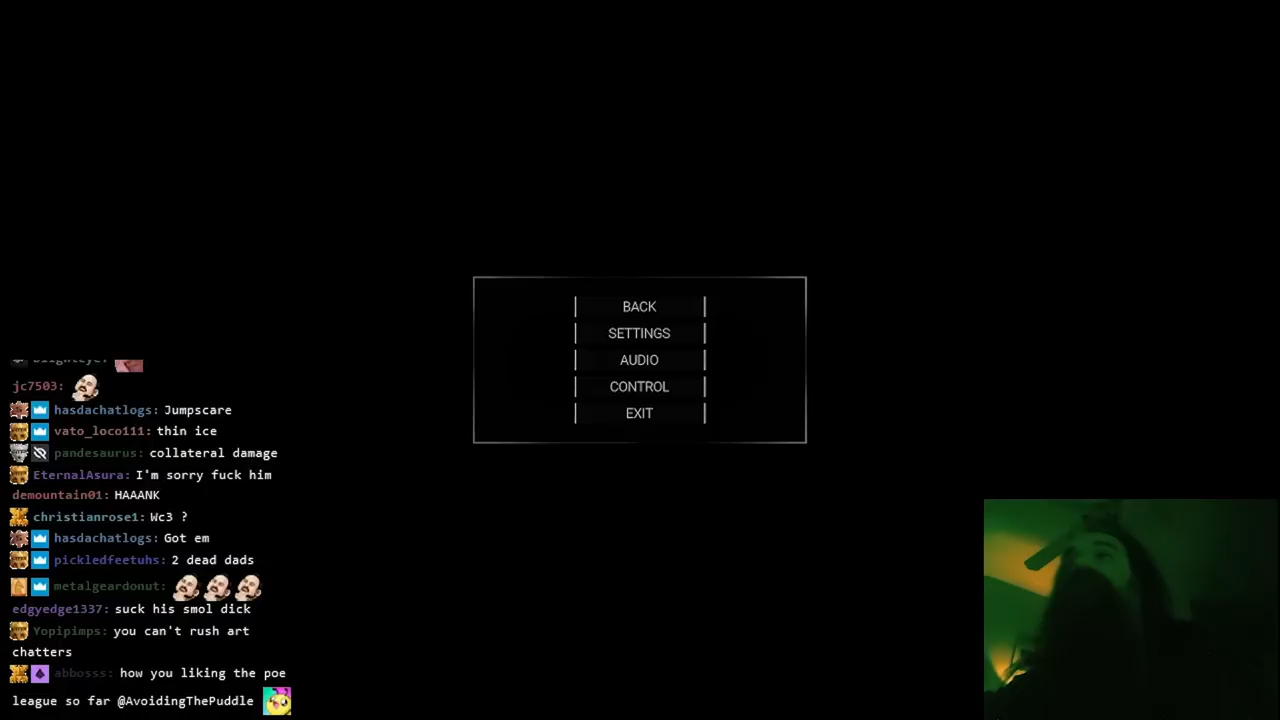 BACK
SETTINGS
AUDIO
CONTROL
EXIT
jc7503:
hasdachatlogs: Jumpscare
vato_loco111: thin ice
pandesaurus: collateral damage
EternalAsura: I'm sorry fuck him
demountain01: HAAANK
christianrose1: Wc3 ?
hasdachatlogs: Got em
pickledfeetuhs: 2 dead dads
metalgeardonut:
edgyedge1337: suck his smol dick
Yopipimps: you can't rush art
chatters
abbosss: how you liking the poe
league so far @AvoidingThePuddle